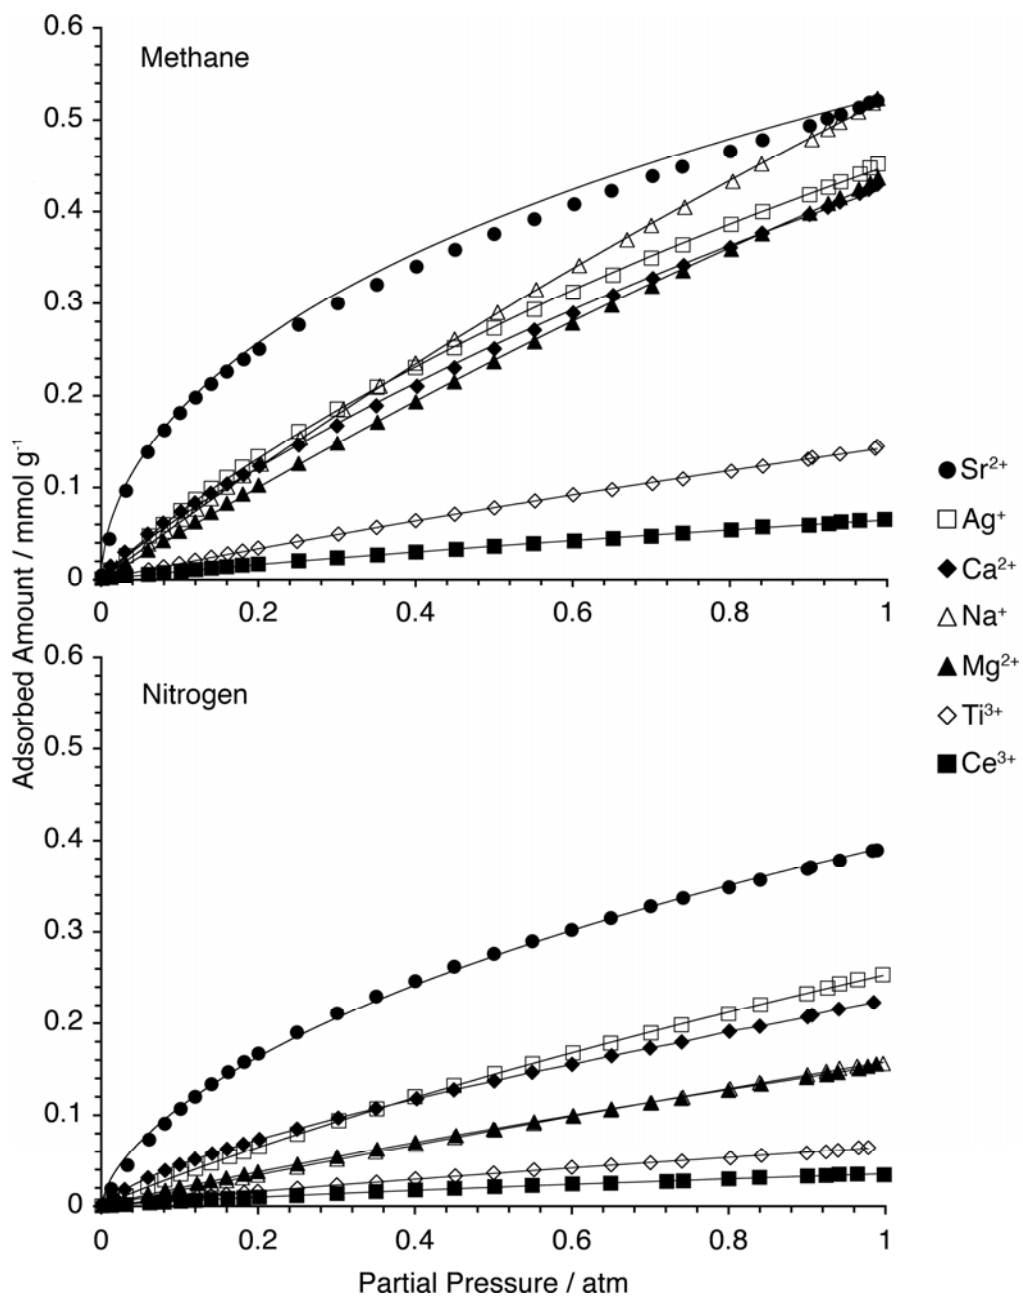 Adsorbed Amount / mmol g⁻¹
0.6
0.5
0.4
0.3
0.2
0.1
0
Methane
0 0.2 0.4 0.6 0.8 1
0.6
0.5
0.4
0.3
0.2
0.1
0
Nitrogen
0 0.2 0.4 0.6 0.8 1
Partial Pressure / atm
Sr²⁺
Ag⁺
Ca²⁺
Na⁺
Mg²⁺
Ti³⁺
Ce³⁺